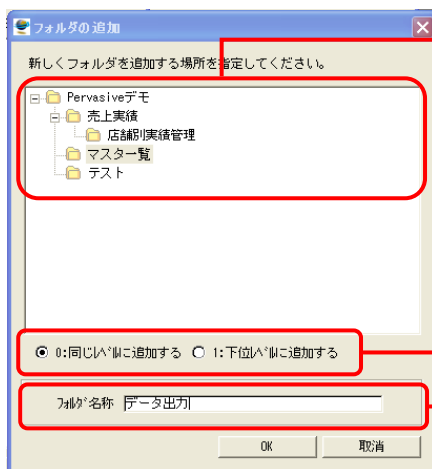 フォルダの追加
新しくフォルダを追加する場所を指定してください。
Pervasiveデモ
売上実績
店舗別実績管理
マスター覧
テスト
0:同じﾚﾍﾞﾙに追加する 1:下位ﾚﾍﾞﾙに追加する
ﾌｫﾙﾀﾞ名称 データ出力
OK 取消